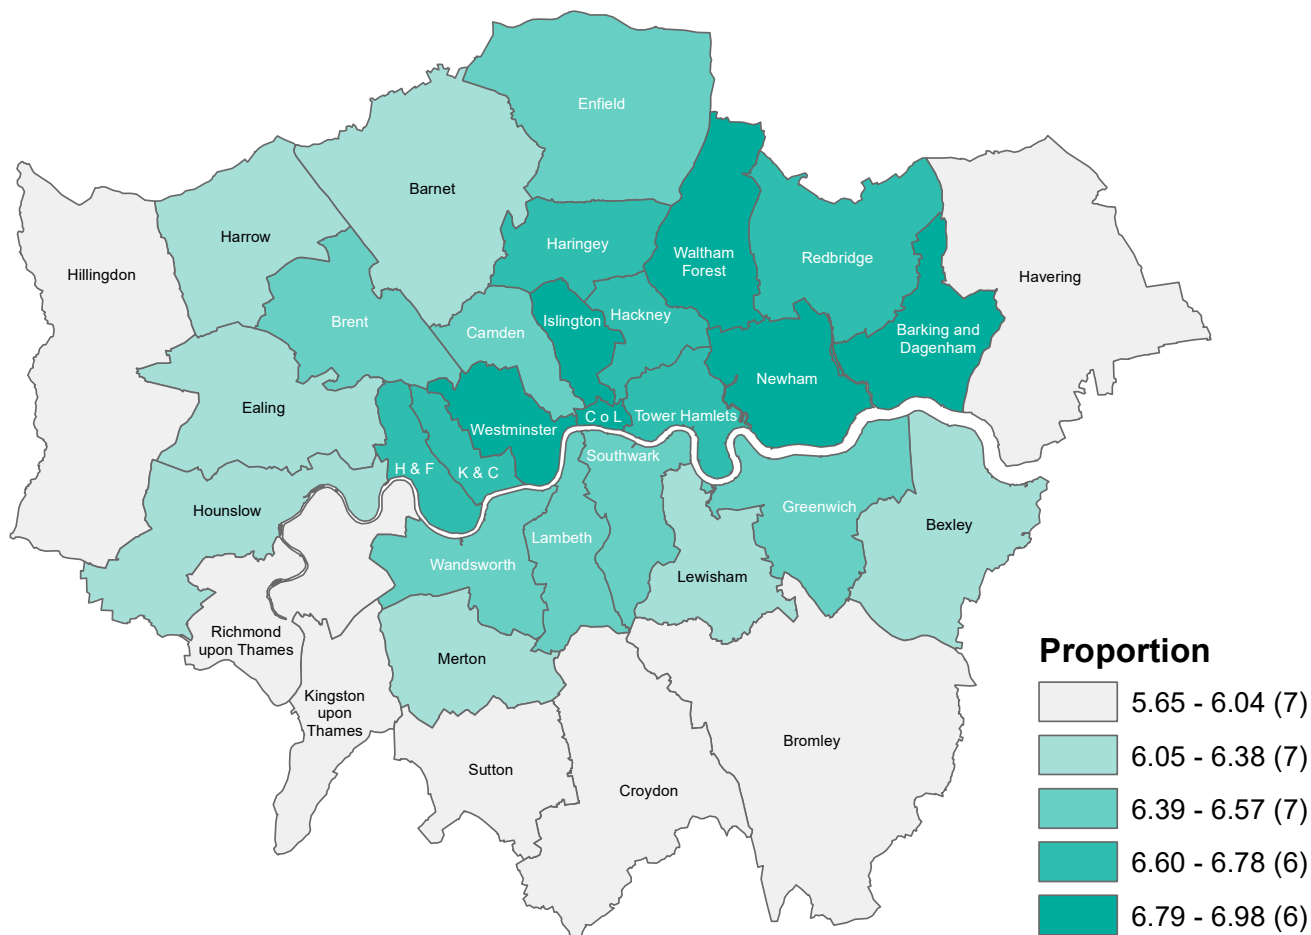 Enfield
Barnet
Harrow
Haringey
Waltham
Forest
Redbridge
Hillingdon
Havering
Brent
Camden
Islington
Hackney
Barking and
Dagenham
Newham
Ealing
Westminster
C o L
Tower Hamlets
H & F
K & C
Southwark
Hounslow
Greenwich
Bexley
Lambeth
Wandsworth
Lewisham
Richmond
upon Thames
Merton
Kingston
upon
Thames
Bromley
Sutton
Croydon
Proportion
5.65 - 6.04 (7)
6.05 - 6.38 (7)
6.39 - 6.57 (7)
6.60 - 6.78 (6)
6.79 - 6.98 (6)